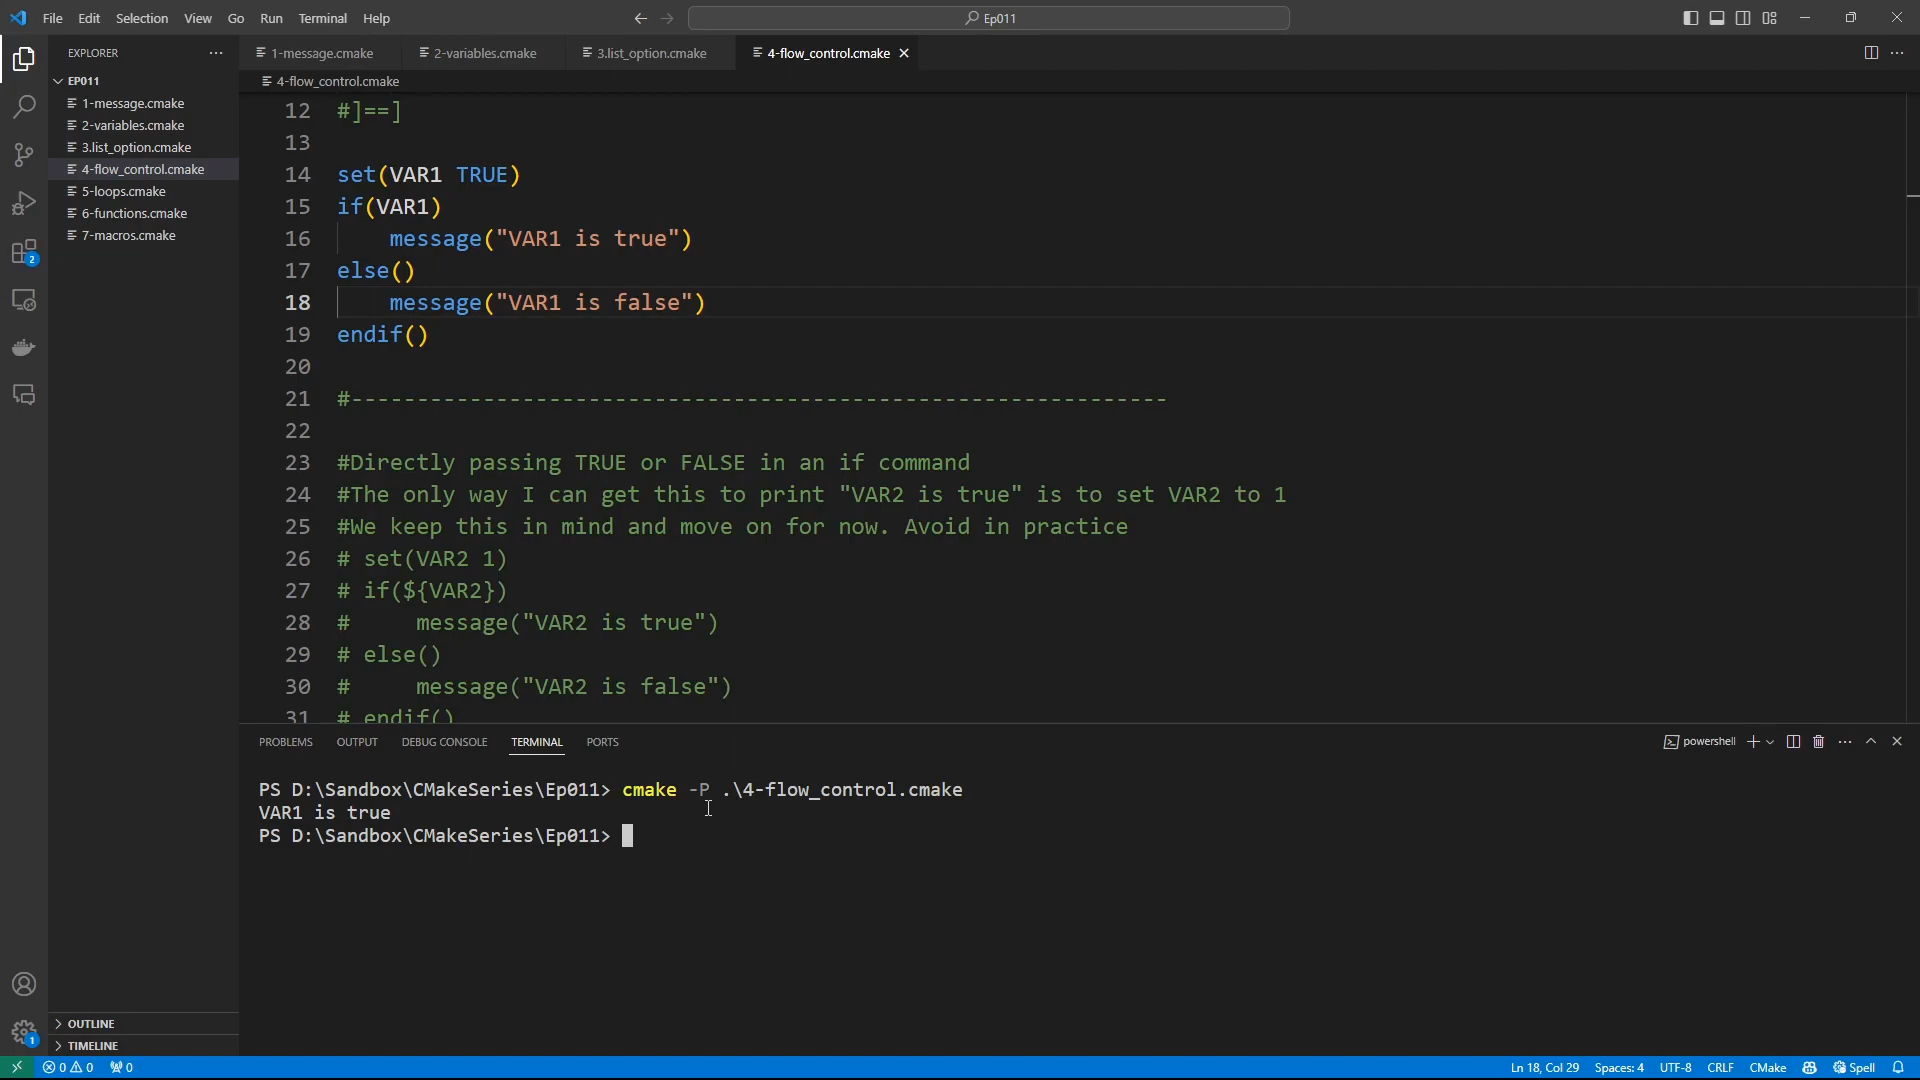 File Edit Selection View Go Run Terminal Help
Ep011
EXPLORER
EP011
1-message.cmake
2-variables.cmake
3.list_option.cmake
4-flow_control.cmake
5-loops.cmake
6-functions.cmake
7-macros.cmake
2
OUTLINE
TIMELINE
1
1-message.cmake 2-variables.cmake 3.list_option.cmake 4-flow_control.cmake
4-flow_control.cmake
12 #]==]
13
14 set(VAR1 TRUE)
15 if(VAR1)
16     message("VAR1 is true")
17 else()
18     message("VAR1 is false")
19 endif()
20
21 #--------------------------------------------------------------
22
23 #Directly passing TRUE or FALSE in an if command
24 #The only way I can get this to print "VAR2 is true" is to set VAR2 to 1
25 #We keep this in mind and move on for now. Avoid in practice
26 # set(VAR2 1)
27 # if(${VAR2})
28 #     message("VAR2 is true")
29 # else()
30 #     message("VAR2 is false")
31 # endif()
PROBLEMS OUTPUT DEBUG CONSOLE TERMINAL PORTS
powershell
PS D:\Sandbox\CMakeSeries\Ep011> cmake -P .\4-flow_control.cmake
VAR1 is true
PS D:\Sandbox\CMakeSeries\Ep011>
0 0 0
Ln 18, Col 29 Spaces: 4 UTF-8 CRLF CMake Spell